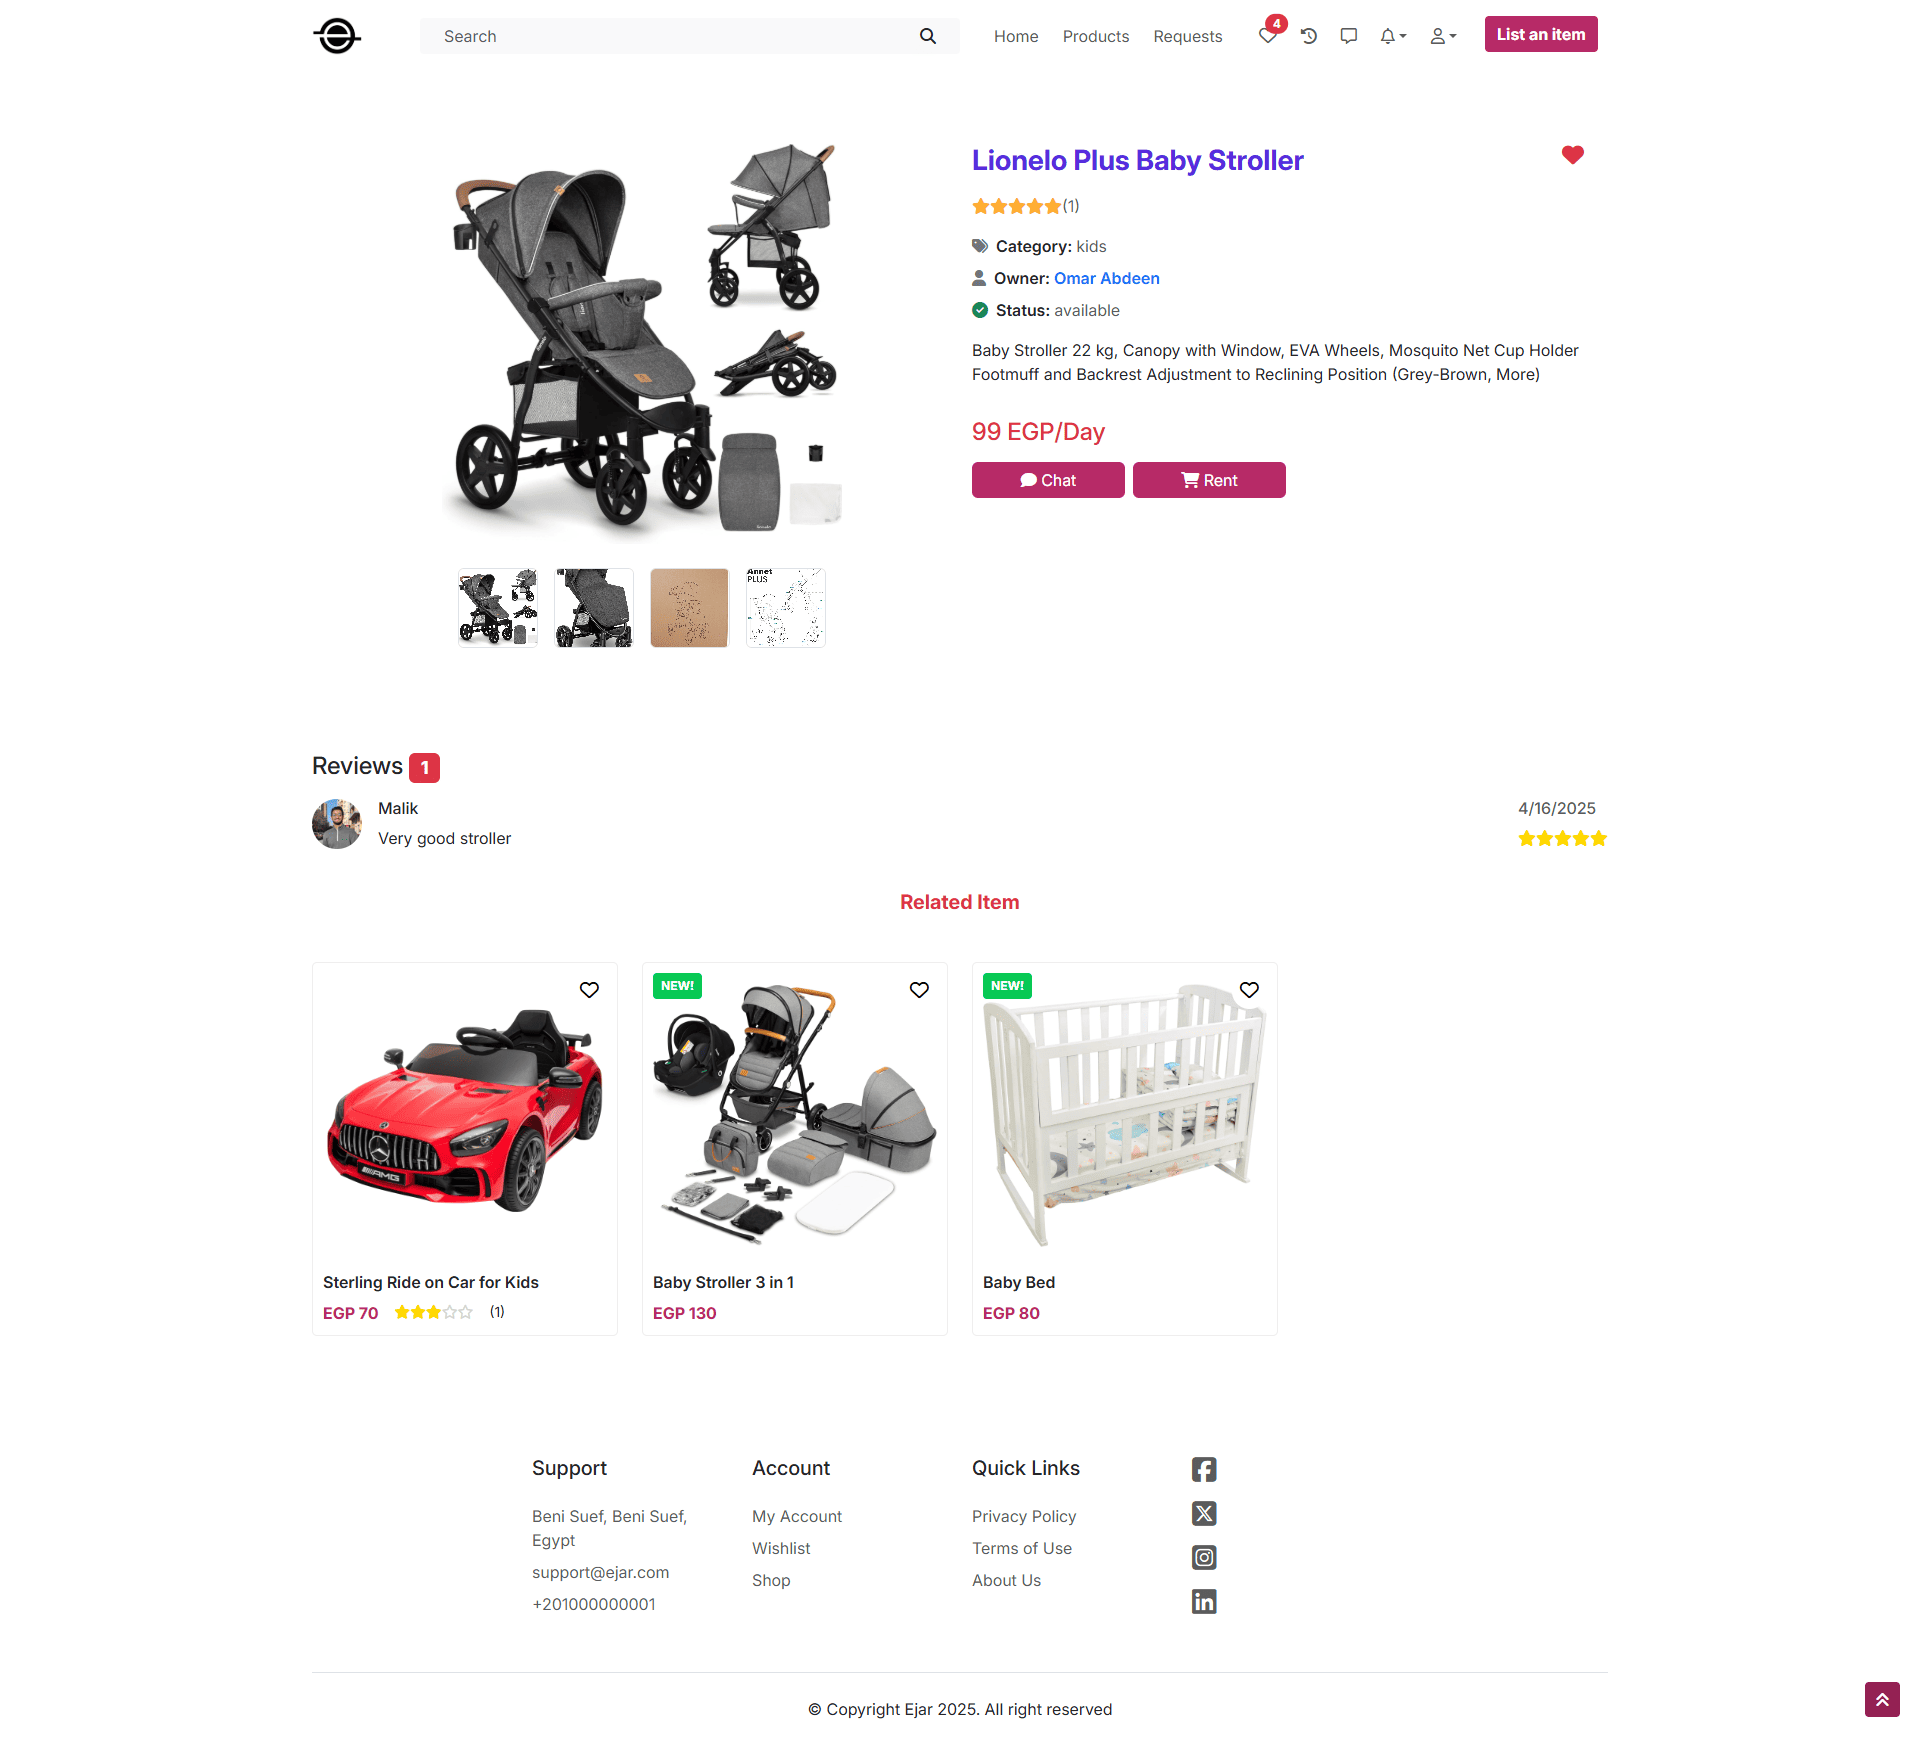 Search
Home
Products
Requests
4
List an item
Lionelo Plus Baby Stroller
(1)
Category: kids
Owner: Omar Abdeen
Status: available
Baby Stroller 22 kg, Canopy with Window, EVA Wheels, Mosquito Net Cup Holder
Footmuff and Backrest Adjustment to Reclining Position (Grey-Brown, More)
99 EGP/Day
Chat
Rent
Annet
PLUS
Reviews 1
Malik
4/16/2025
Very good stroller
Related Item
AMG
NEW!
NEW!
Sterling Ride on Car for Kids
EGP 70
(1)
Baby Stroller 3 in 1
EGP 130
Baby Bed
EGP 80
Support
Beni Suef, Beni Suef,
Egypt
support@ejar.com
+201000000001
Account
My Account
Wishlist
Shop
Quick Links
Privacy Policy
Terms of Use
About Us
© Copyright Ejar 2025. All right reserved